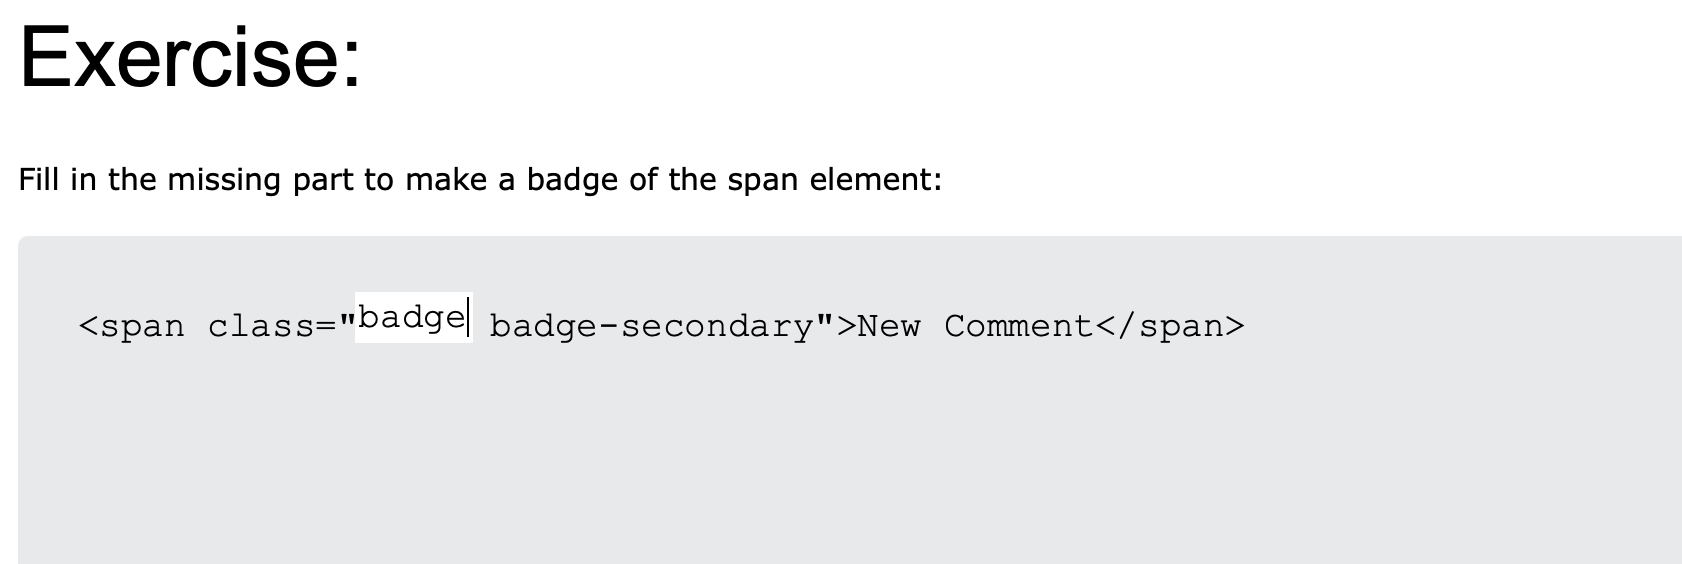 Exercise:
Fill in the missing part to make a badge of the span element:
<span class="badge badge-secondary">New Comment</span>